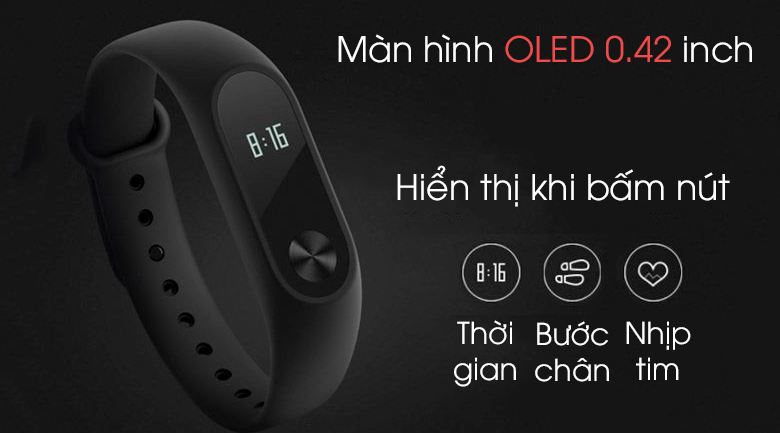 Màn hình OLED 0.42 inch
8:16
Hiển thị khi bấm nút
8:16
Thời gian
Bước chân
Nhịp tim